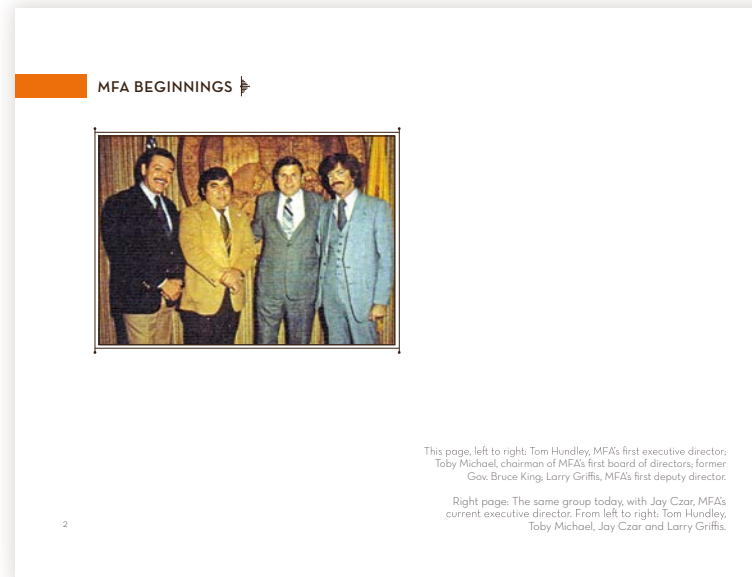 MFA BEGINNINGS
This page, left to right: Tom Hundley, MFA's first executive director;
Toby Michael, chairman of MFA's first board of directors; former
Gov. Bruce King; Larry Griffis, MFA's first deputy director.
Right page: The same group today, with Jay Czar, MFA's
current executive director. From left to right: Tom Hundley,
Toby Michael, Jay Czar and Larry Griffis.
2